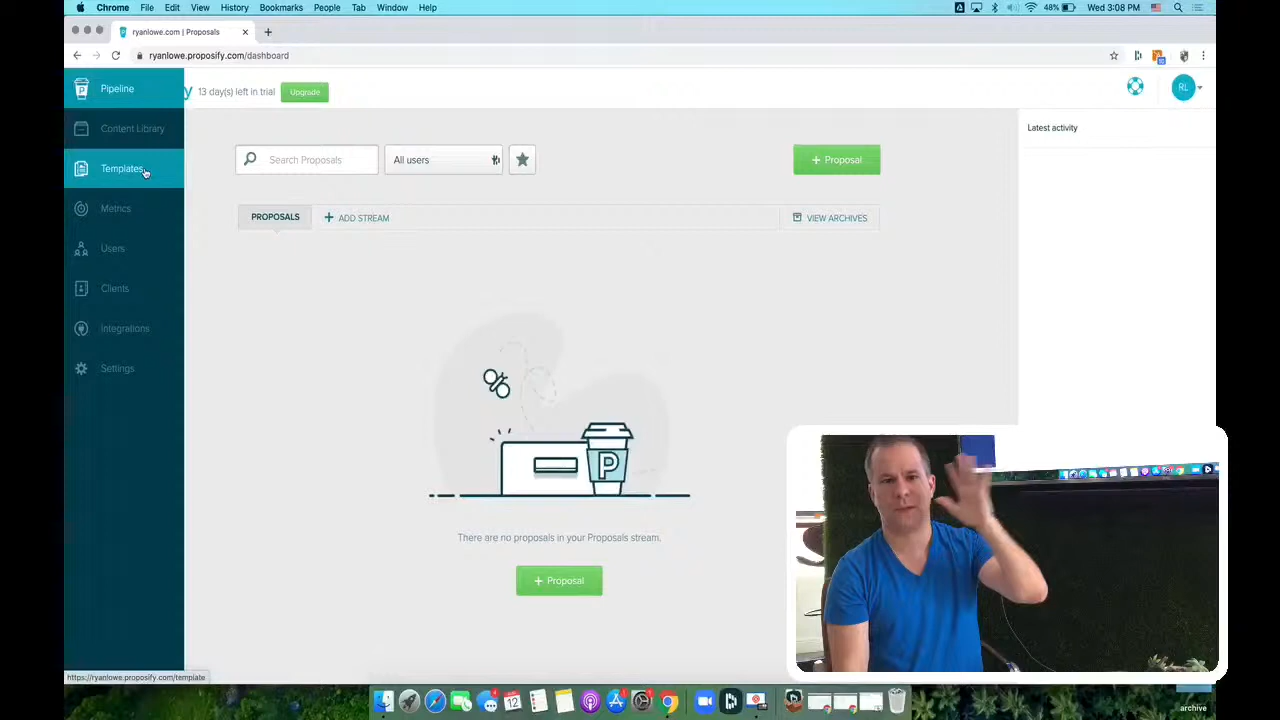 Chrome File Edit View History Bookmarks People Tab Window Help 48% Wed 3:08 PM
ryanlowe.com | Proposals
ryanlowe.proposify.com/dashboard
Pipeline
y 13 day(s) left in trial Upgrade
RL
Content Library
Latest activity
Templates
Search Proposals
All users
+ Proposal
Metrics
PROPOSALS
+ ADD STREAM
VIEW ARCHIVES
Users
Clients
Integrations
Settings
P
There are no proposals in your Proposals stream.
+ Proposal
https://ryanlowe.proposify.com/template
12
archive